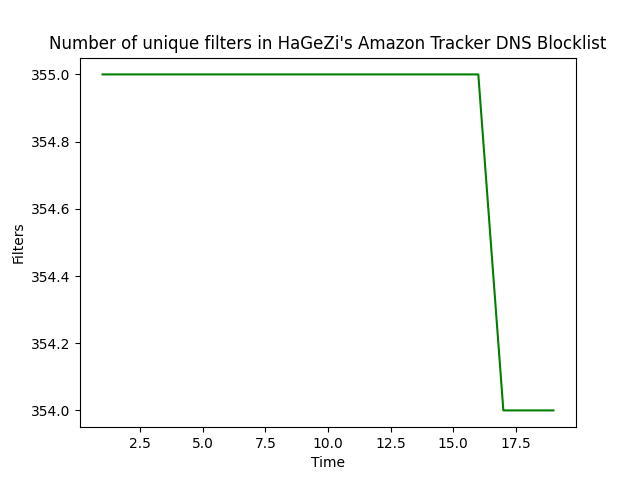 Number of unique filters in HaGeZi's Amazon Tracker DNS Blocklist
355.0
354.8
354.6
354.4
354.2
354.0
Filters
2.5 5.0 7.5 10.0 12.5 15.0 17.5
Time